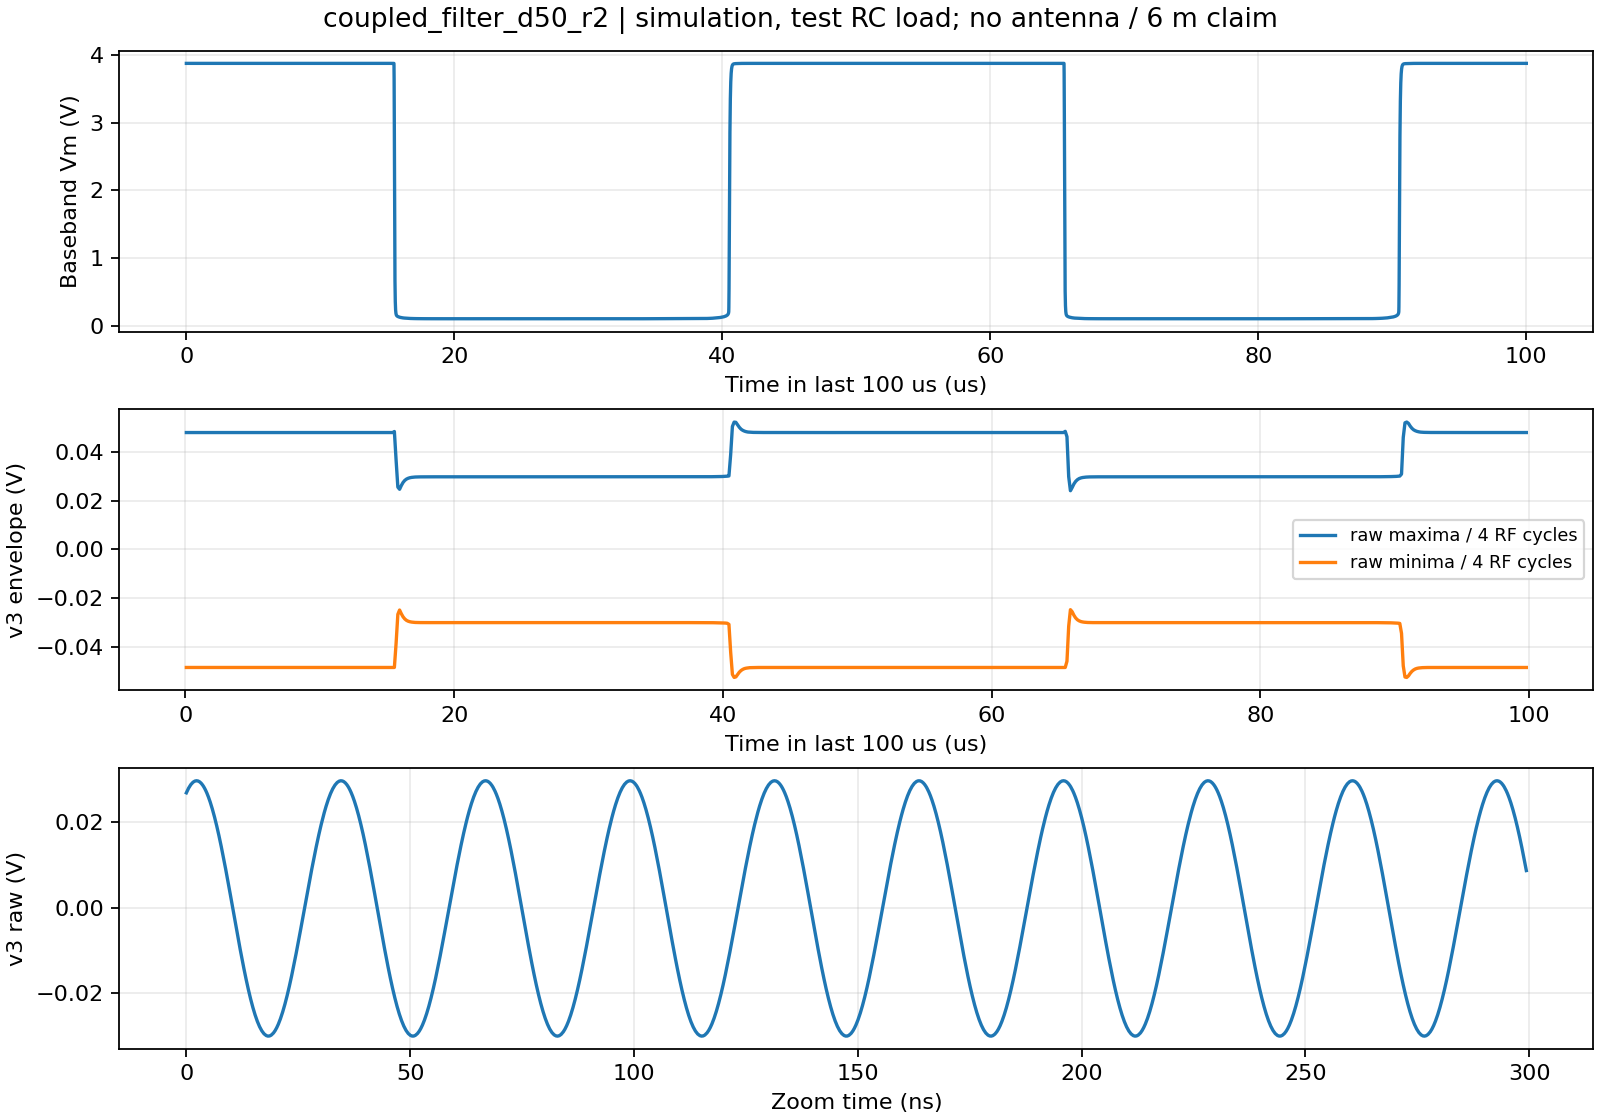 coupled_filter_d50_r2 | simulation, test RC load; no antenna / 6 m claim
Baseband Vm (V)
4
3
2
1
0
0 20 40 60 80 100
Time in last 100 us (us)
v3 envelope (V)
0.04
0.02
0.00
−0.02
−0.04
raw maxima / 4 RF cycles
raw minima / 4 RF cycles
0 20 40 60 80 100
Time in last 100 us (us)
v3 raw (V)
0.02
0.00
−0.02
0 50 100 150 200 250 300
Zoom time (ns)